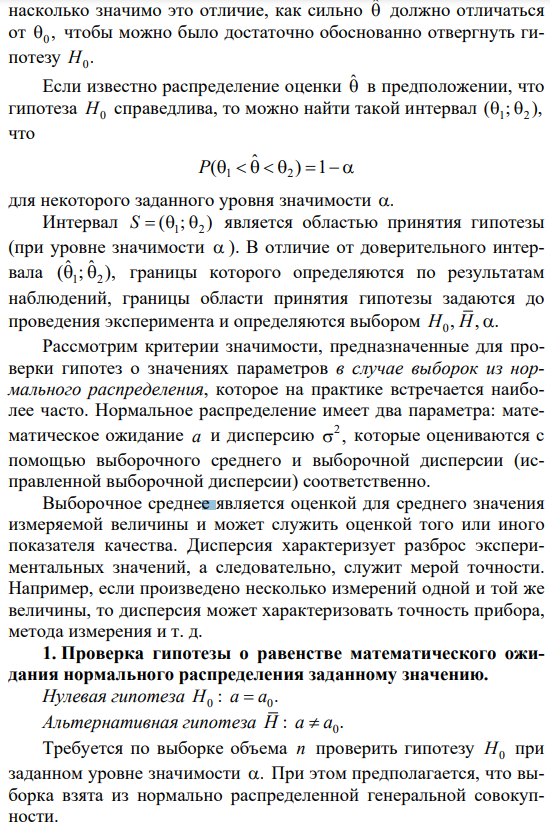 насколько значимо это отличие, как сильно θ̂ должно отличаться
от θ₀, чтобы можно было достаточно обоснованно отвергнуть ги-
потезу H₀.
Если известно распределение оценки θ̂ в предположении, что
гипотеза H₀ справедлива, то можно найти такой интервал (θ₁; θ₂),
что
P(θ₁ < θ̂ < θ₂) = 1 − α
для некоторого заданного уровня значимости α.
Интервал S = (θ₁; θ₂) является областью принятия гипотезы
(при уровне значимости α ). В отличие от доверительного интер-
вала (θ̂₁; θ̂₂), границы которого определяются по результатам
наблюдений, границы области принятия гипотезы задаются до
проведения эксперимента и определяются выбором H₀, H̅, α.
Рассмотрим критерии значимости, предназначенные для про-
верки гипотез о значениях параметров в случае выборок из нор-
мального распределения, которое на практике встречается наибо-
лее часто. Нормальное распределение имеет два параметра: мате-
матическое ожидание a и дисперсию σ², которые оцениваются с
помощью выборочного среднего и выборочной дисперсии (ис-
правленной выборочной дисперсии) соответственно.
Выборочное среднее является оценкой для среднего значения
измеряемой величины и может служить оценкой того или иного
показателя качества. Дисперсия характеризует разброс экспери-
ментальных значений, а следовательно, служит мерой точности.
Например, если произведено несколько измерений одной и той же
величины, то дисперсия может характеризовать точность прибора,
метода измерения и т. д.
1. Проверка гипотезы о равенстве математического ожи-
дания нормального распределения заданному значению.
Нулевая гипотеза H₀ : a = a₀.
Альтернативная гипотеза H̅ : a ≠ a₀.
Требуется по выборке объема n проверить гипотезу H₀ при
заданном уровне значимости α. При этом предполагается, что вы-
борка взята из нормально распределенной генеральной совокуп-
ности.